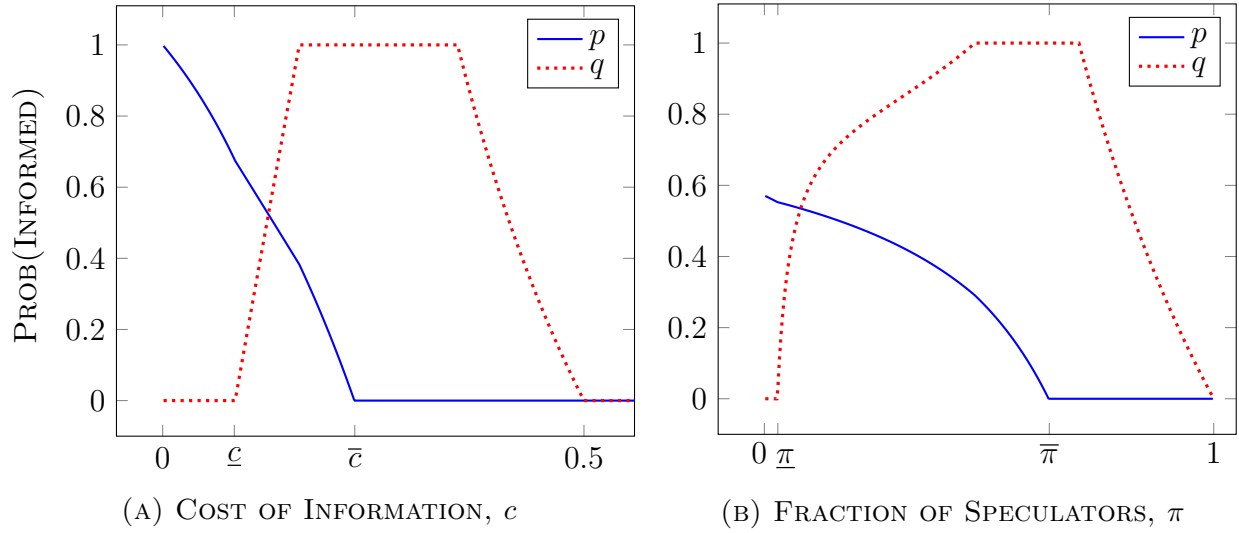 PROB(INFORMED)
1
0.8
0.6
0.4
0.2
0
0 c̲ c̅ 0.5
p
q
(A) COST OF INFORMATION, c
1
0.8
0.6
0.4
0.2
0
0 π̲ π̅ 1
p
q
(B) FRACTION OF SPECULATORS, π